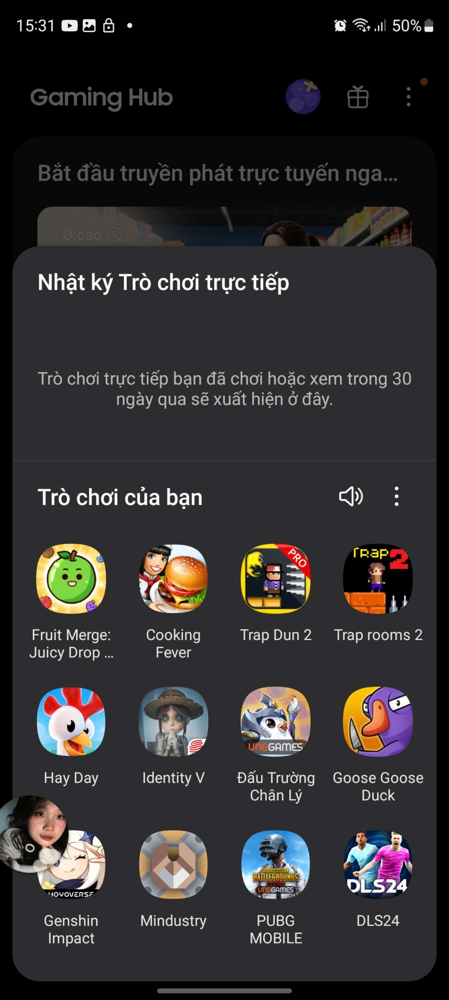 15:31
50%
Gaming Hub
Bắt đầu truyền phát trực tuyến nga...
Q.cáo
Nhật ký Trò chơi trực tiếp
Trò chơi trực tiếp bạn đã chơi hoặc xem trong 30
ngày qua sẽ xuất hiện ở đây.
Trò chơi của bạn
PRO
Trap 2
Fruit Merge:
Juicy Drop ...
Cooking
Fever
Trap Dun 2
Trap rooms 2
VNGGAMES
Hay Day
Identity V
Đấu Trường
Chân Lý
Goose Goose
Duck
HOYOVERSE
PLAYERUNKNOWN'S
BATTLEGROUNDS
MOBILE
VNGGAMES
DLS24
Genshin
Impact
Mindustry
PUBG
MOBILE
DLS24